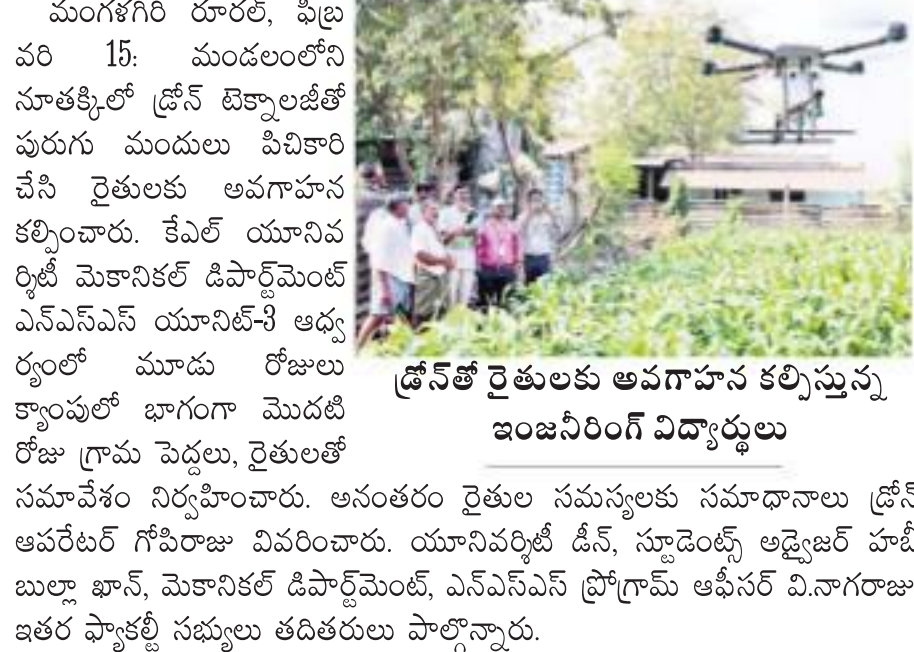 మంగళగిరి రూరల్, ఫిబ్ర
వరి 15: మండలంలోని
నూతక్కిలో డ్రోన్ టెక్నాలజీతో
పురుగు మందులు పిచికారి
చేసి రైతులకు అవగాహన
కల్పించారు. కేఎల్ యూనివ
ర్శిటీ మెకానికల్ డిపార్ట్‌మెంట్
ఎన్ఎస్ఎస్ యూనిట్-3 ఆధ్వ
ర్యంలో మూడు రోజులు
క్యాంపులో భాగంగా మొదటి
రోజు గ్రామ పెద్దలు, రైతులతో
సమావేశం నిర్వహించారు. అనంతరం రైతుల సమస్యలకు సమాధానాలు డ్రోన్
ఆపరేటర్ గోపిరాజు వివరించారు. యూనివర్శిటీ డీన్, స్టూడెంట్స్ అడ్వైజర్ హబీ
బుల్లా ఖాన్, మెకానికల్ డిపార్ట్‌మెంట్, ఎన్ఎస్ఎస్ ప్రోగ్రామ్ ఆఫీసర్ వి.నాగరాజు
ఇతర ఫ్యాకల్టీ సభ్యులు తదితరులు పాల్గొన్నారు.
డ్రోన్‌తో రైతులకు అవగాహన కల్పిస్తున్న
ఇంజనీరింగ్ విద్యార్థులు